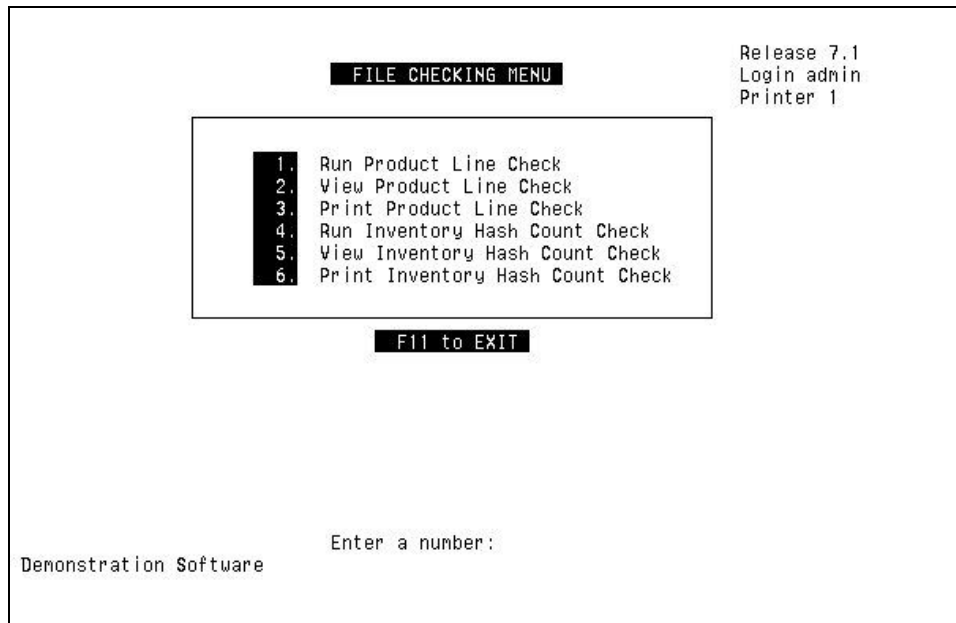 Release 7.1
FILE CHECKING MENU
Login admin
Printer 1
1. Run Product Line Check
2. View Product Line Check
3. Print Product Line Check
4. Run Inventory Hash Count Check
5. View Inventory Hash Count Check
6. Print Inventory Hash Count Check
F11 to EXIT
Enter a number:
Demonstration Software